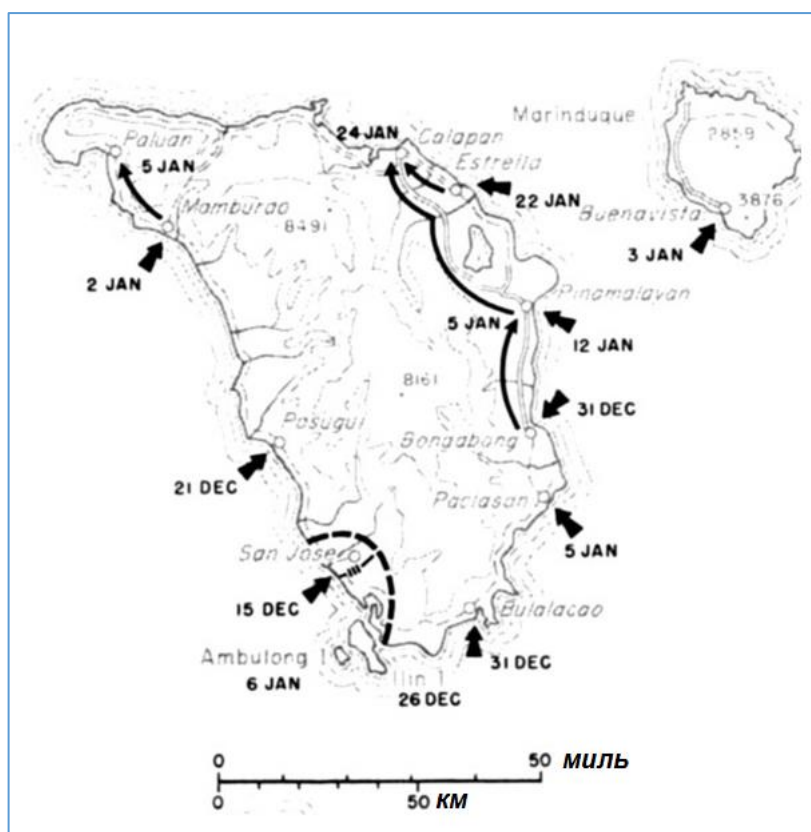 Marinduque
2859
24 JAN
Calapan
Estrella
Paluan
5 JAN
22 JAN
3876
Buenavista
Mamburao
3 JAN
8491
2 JAN
Pinamalayan
5 JAN
12 JAN
8161
31 DEC
Pasugui
Bongabong
21 DEC
Paclasan
5 JAN
San Jose
15 DEC
Bulalacao
Ambulong I
Ilin I
31 DEC
6 JAN
26 DEC
0 50 миль
0 50 км